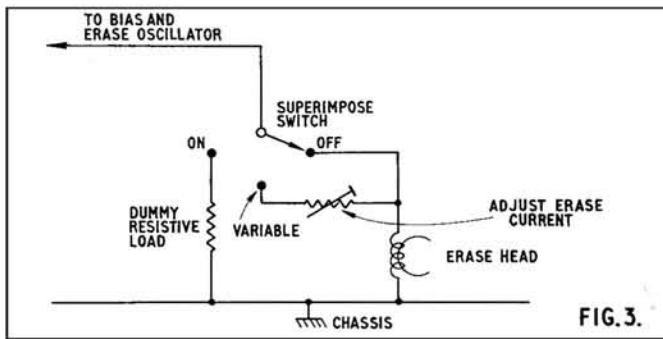 TO BIAS AND
ERASE OSCILLATOR
SUPERIMPOSE
SWITCH
ON
OFF
DUMMY
RESISTIVE
LOAD
VARIABLE
ADJUST ERASE
CURRENT
ERASE HEAD
CHASSIS
FIG.3.